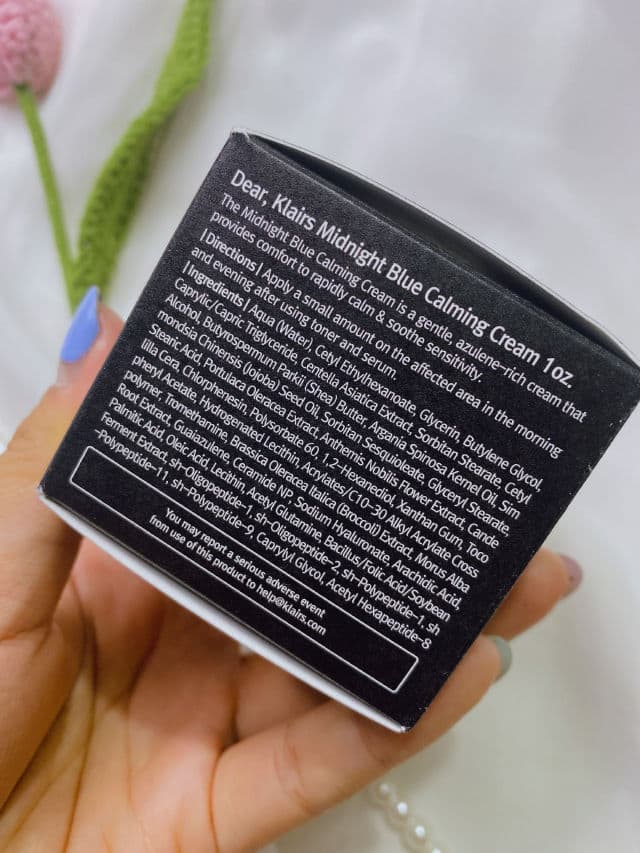 Dear, Klairs Midnight Blue Calming Cream 1 oz.
The Midnight Blue Calming Cream is a gentle, azulene-rich cream that
provides comfort to rapidly calm & soothe sensitivity.
| Directions | Apply a small amount on the affected area in the morning
and evening after using toner and serum.
| Ingredients | Aqua (Water), Cetyl Ethylhexanoate, Glycerin, Butylene Glycol,
Caprylic/Capric Triglyceride, Centella Asiatica Extract, Sorbitan Stearate, Cetyl
Alcohol, Butyrospermum Parkii (Shea) Butter, Argania Spinosa Kernel Oil, Sim
mondsia Chinensis (Jojoba) Seed Oil, Sorbitan Sesquioleate, Glyceryl Stearate,
Stearic Acid, Portulaca Oleracea Extract, Anthemis Nobilis Flower Extract, Cande
lilla Cera, Chlorphenesin, Polysorbate 60, 1,2-Hexanediol, Xanthan Gum, Toco
pheryl Acetate, Hydrogenated Lecithin, Acrylates/C10-30 Alkyl Acrylate Cross
polymer, Tromethamine, Brassica Oleracea Italica (Broccoli) Extract, Morus Alba
Root Extract, Guaiazulene, Ceramide NP, Sodium Hyaluronate, Arachidic Acid,
Palmitic Acid, Oleic Acid, Lecithin, Acetyl Glutamine, Bacillus/Folic Acid/Soybean
Ferment Extract, sh-Oligopeptide-1, sh-Oligopeptide-2, sh-Polypeptide-1, sh
-Polypeptide-11, sh-Polypeptide-9, Caprylyl Glycol, Acetyl Hexapeptide-8
You may report a serious adverse event
from use of this product to help@klairs.com